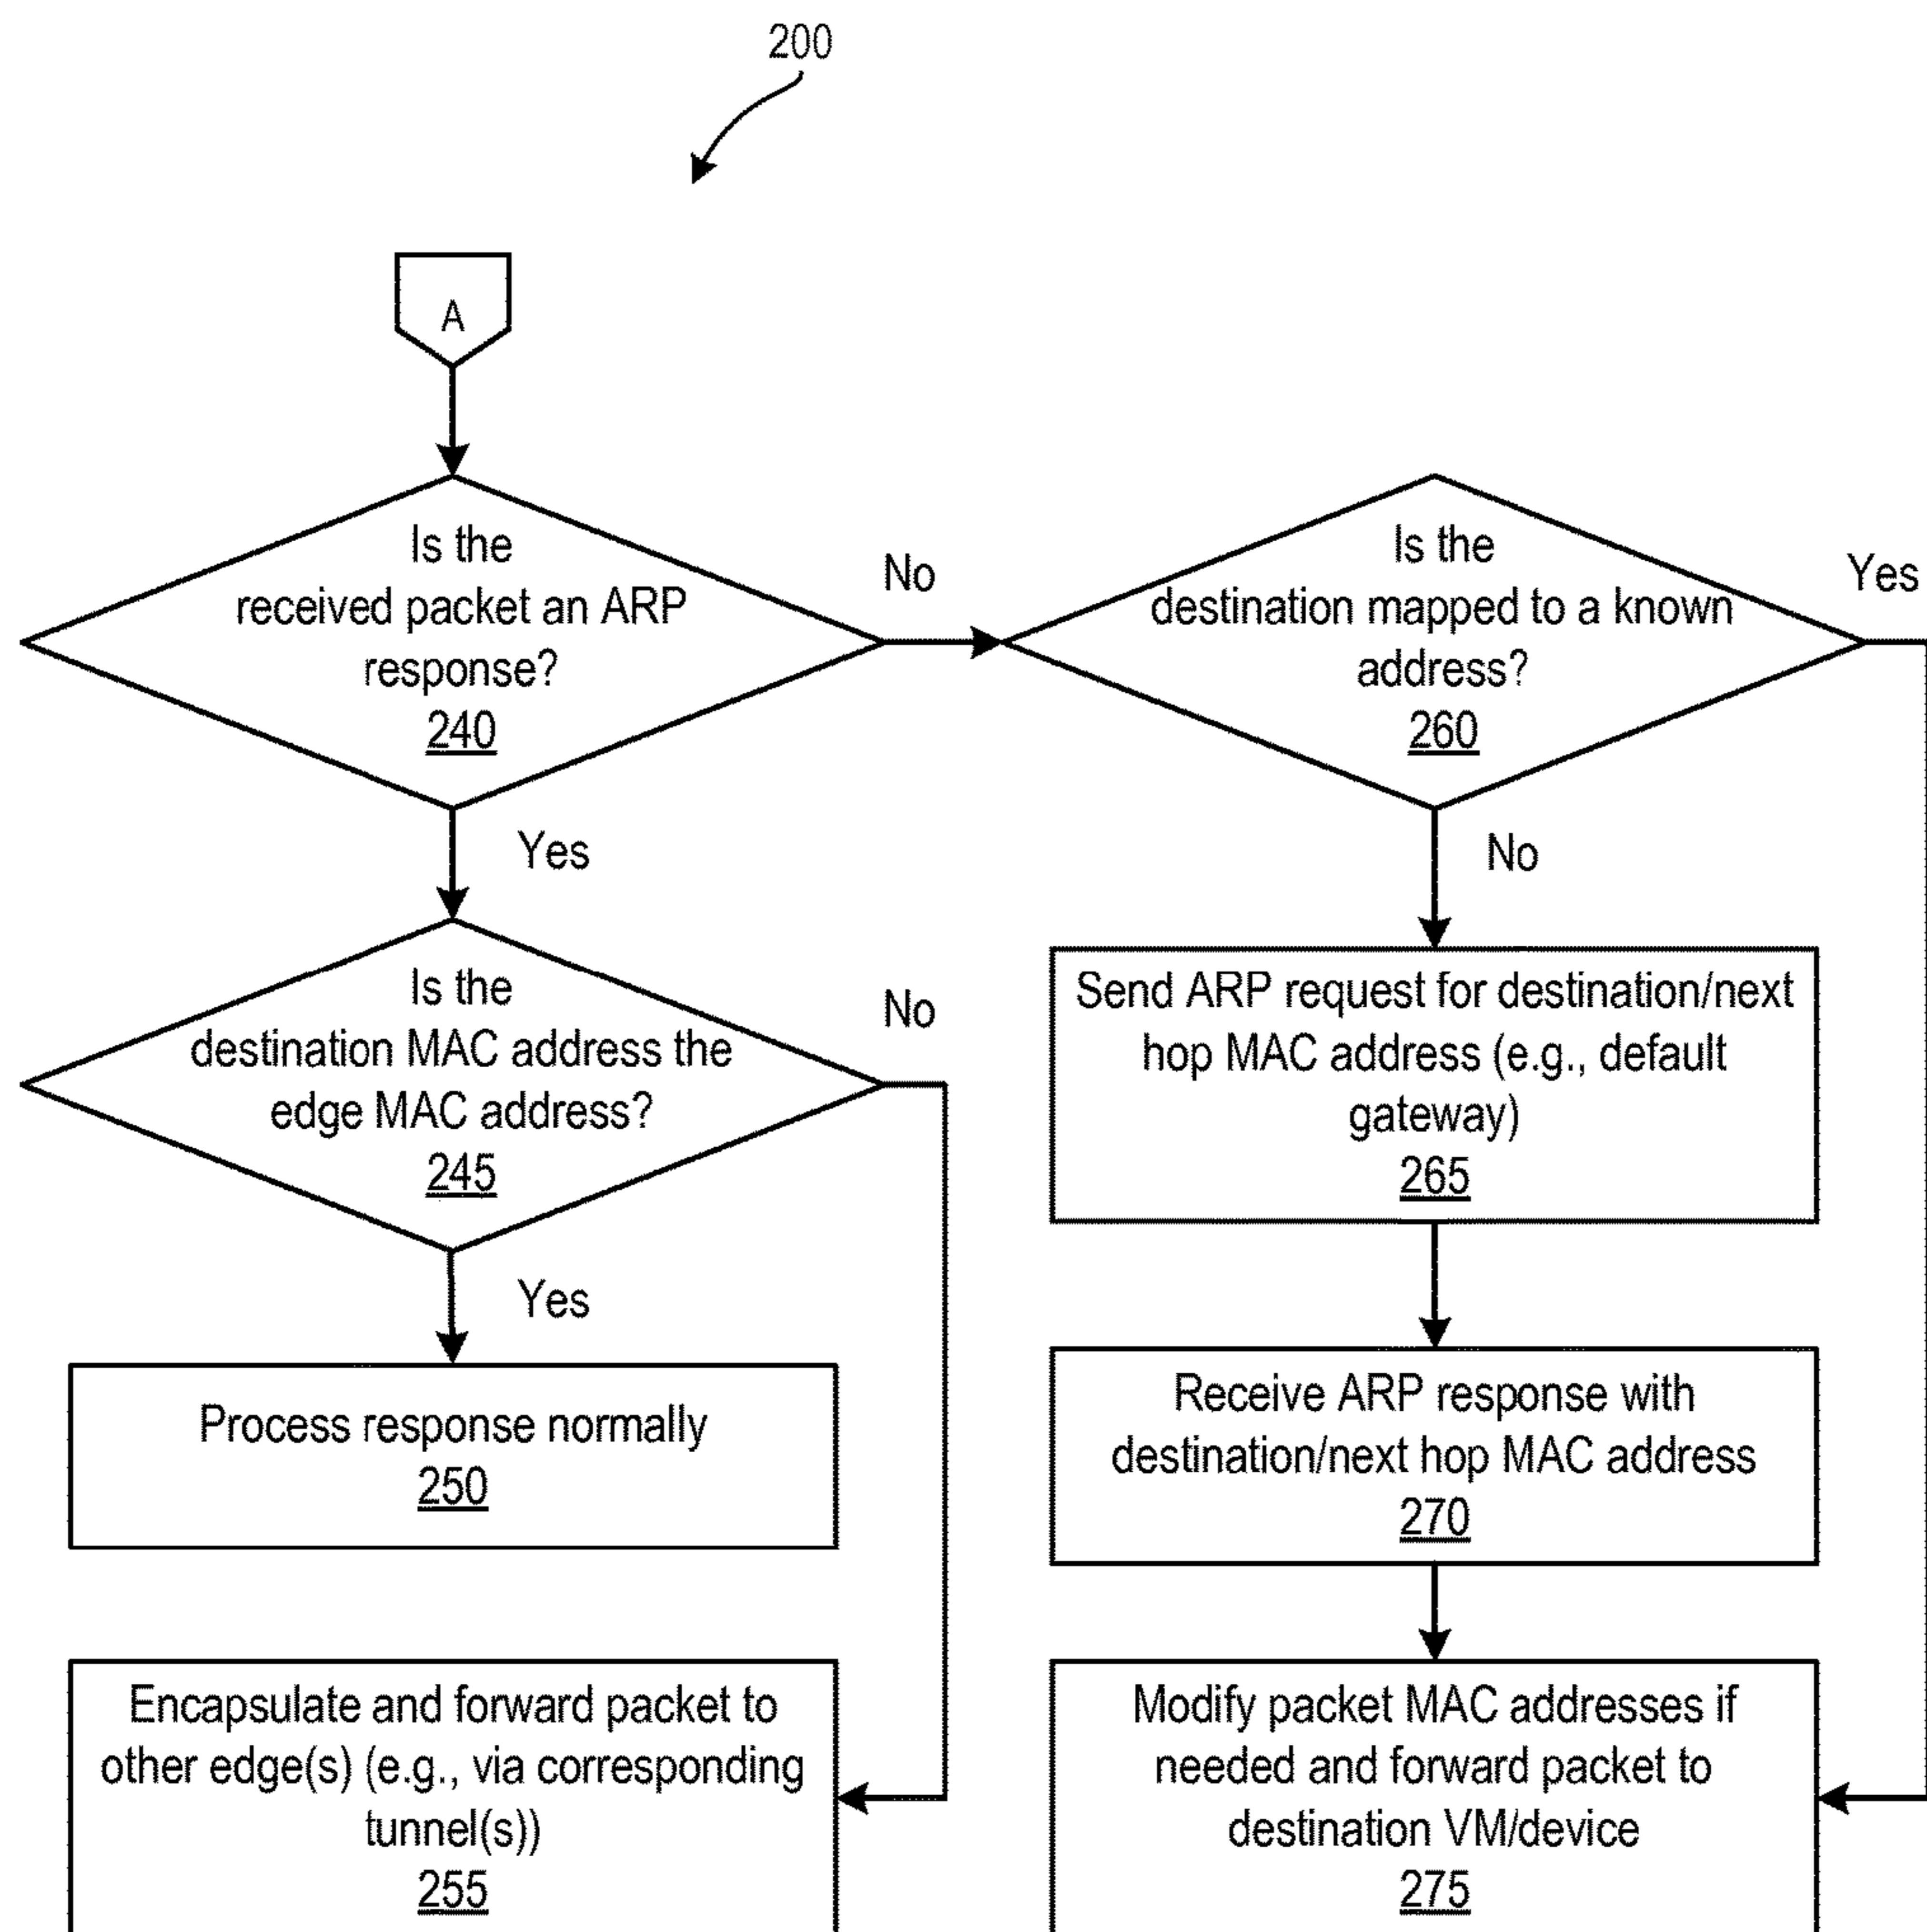 200
A
Is the
received packet an ARP
response?
240
No
Yes
Is the
destination MAC address the
edge MAC address?
245
No
Yes
Process response normally
250
Encapsulate and forward packet to
other edge(s) (e.g., via corresponding
tunnel(s))
255
Is the
destination mapped to a known
address?
260
Yes
No
Send ARP request for destination/next
hop MAC address (e.g., default
gateway)
265
Receive ARP response with
destination/next hop MAC address
270
Modify packet MAC addresses if
needed and forward packet to
destination VM/device
275